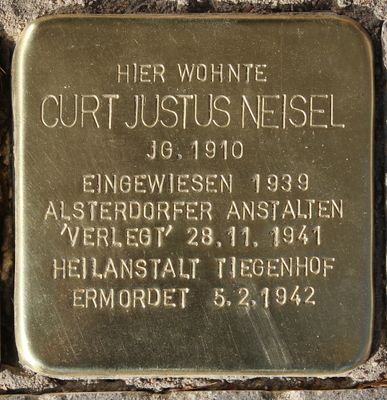 HIER WOHNTE
CURT JUSTUS NEISEL
JG. 1910
EINGEWIESEN 1939
ALSTERDORFER ANSTALTEN
'VERLEGT' 28.11. 1941
HEILANSTALT TIEGENHOF
ERMORDET 5.2.1942